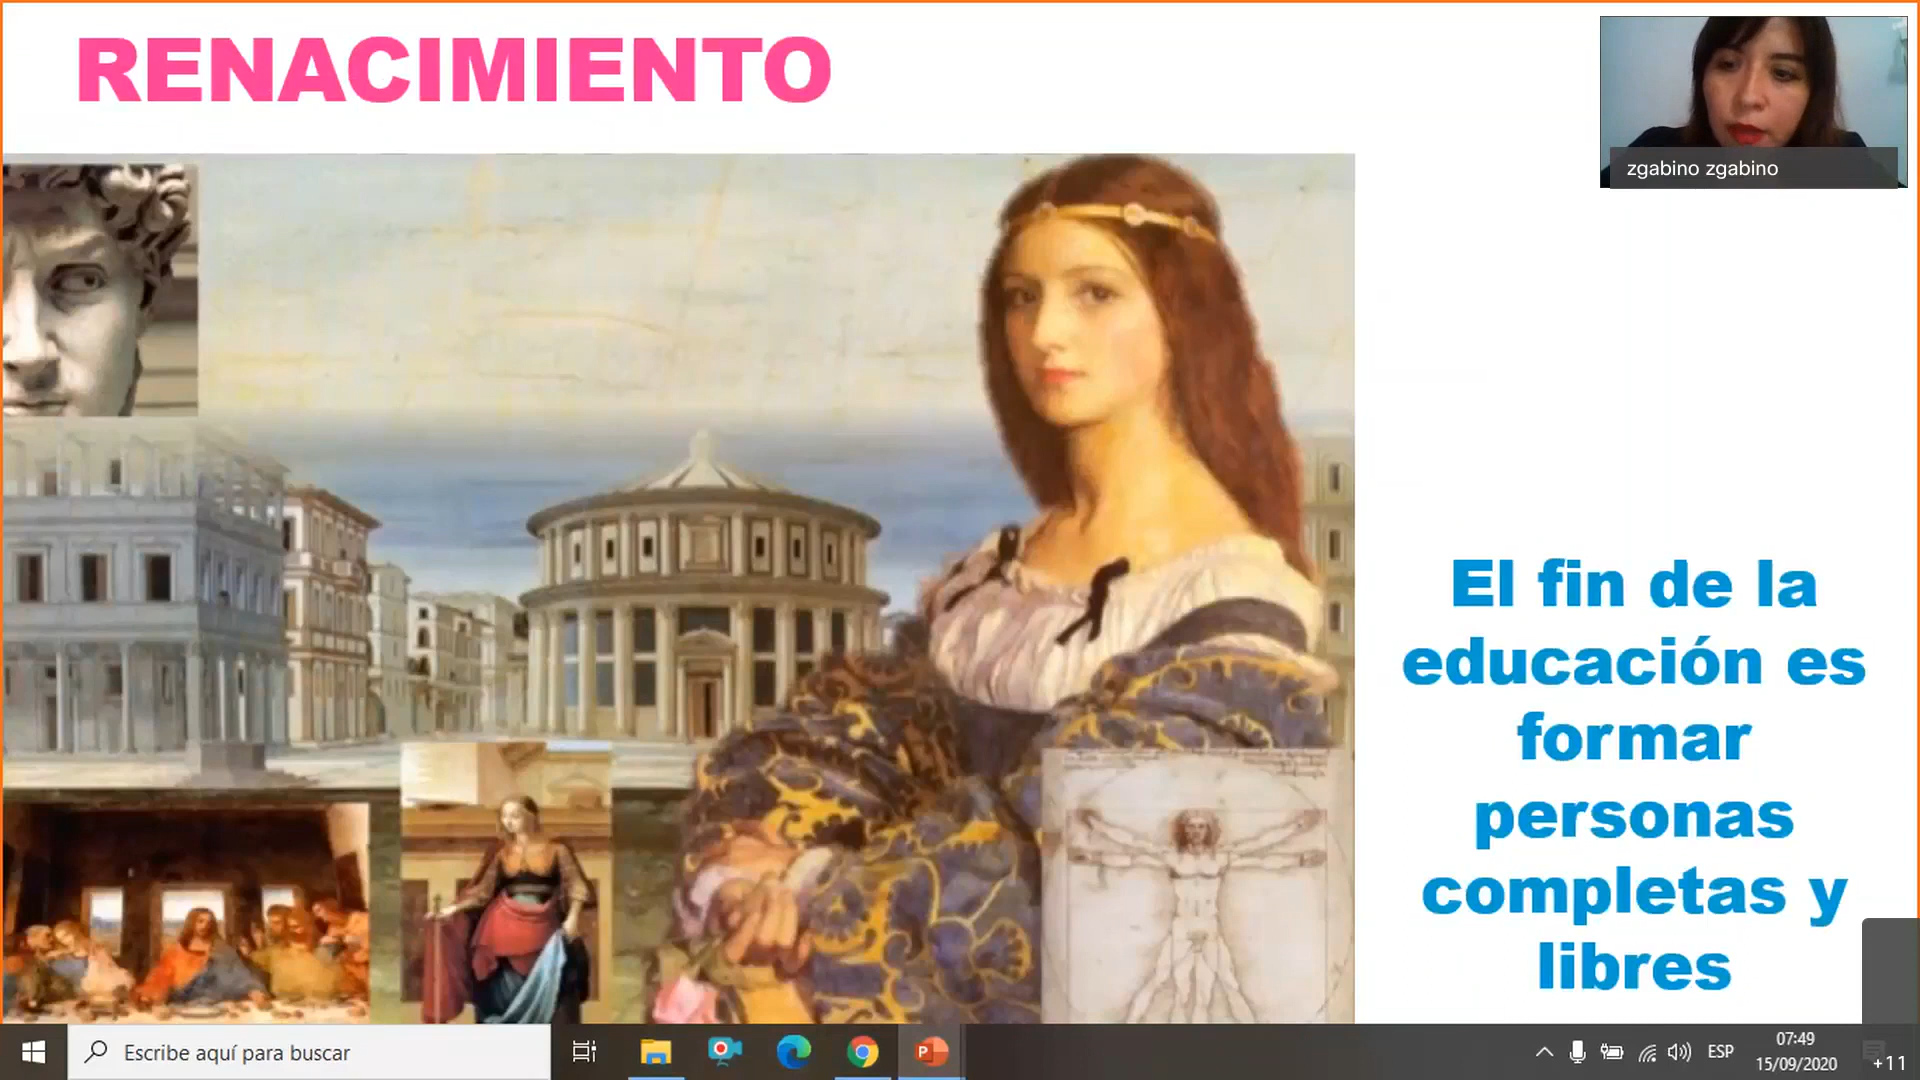 RENACIMIENTO
zgabino zgabino
El fin de la
educación es
formar
personas
completas y
libres
Escribe aquí para buscar
ESP
07:49
15/09/2020
+11